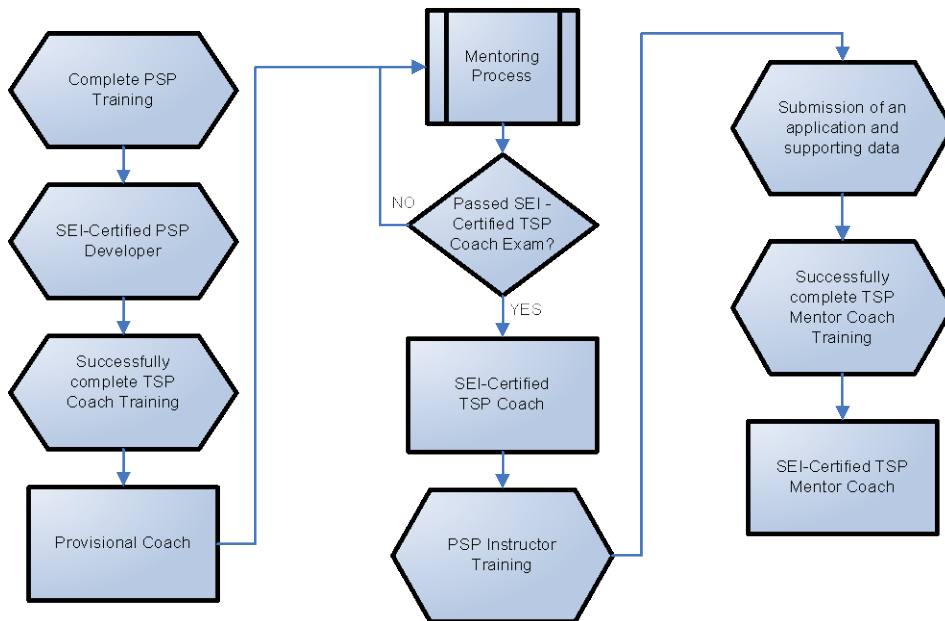 Complete PSP
Training
SEI-Certified PSP
Developer
Successfully
complete TSP
Coach Training
Provisional Coach
Mentoring
Process
NO
Passed SEI -
Certified TSP
Coach Exam?
YES
SEI-Certified
TSP Coach
PSP Instructor
Training
Submission of an
application and
supporting data
Successfully
complete TSP
Mentor Coach
Training
SEI-Certified TSP
Mentor Coach